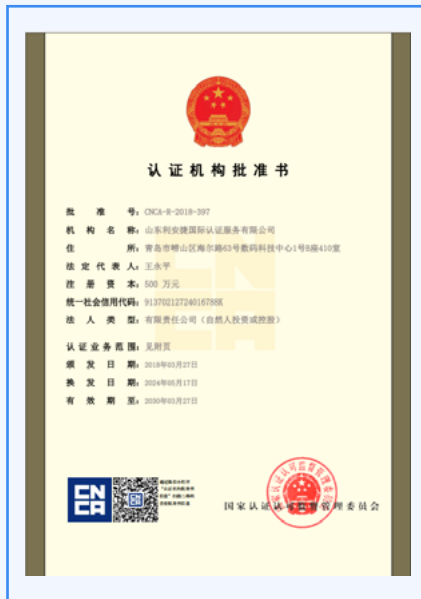 认证机构批准书
批准号：CNCA-R-2018-397
机构名称：山东利安捷国际认证服务有限公司
住所：青岛市崂山区海尔路63号数码科技中心1号B座410室
法定代表人：王永平
注册资本：500 万元
统一社会信用代码：91370212724016786K
法人类型：有限责任公司（自然人投资或控股）
认证业务范围：见附页
颁发日期：2018年03月27日
换发日期：2024年05月17日
有效期至：2030年03月27日
CNCA
国家认证认可监督管理委员会